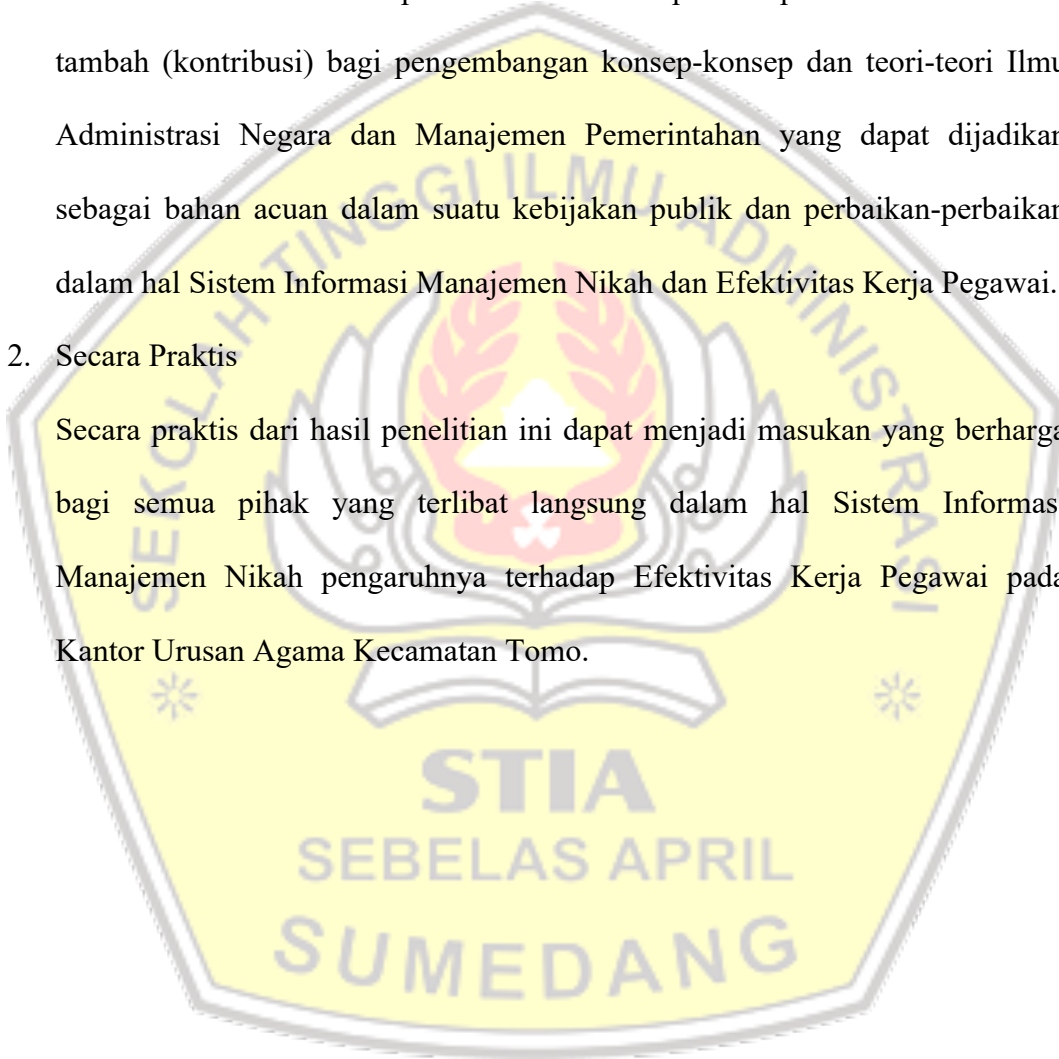 tambah (kontribusi) bagi pengembangan konsep-konsep dan teori-teori Ilmu
Administrasi Negara dan Manajemen Pemerintahan yang dapat dijadikan
sebagai bahan acuan dalam suatu kebijakan publik dan perbaikan-perbaikan
dalam hal Sistem Informasi Manajemen Nikah dan Efektivitas Kerja Pegawai.
2. Secara Praktis
Secara praktis dari hasil penelitian ini dapat menjadi masukan yang berharga
bagi semua pihak yang terlibat langsung dalam hal Sistem Informasi
Manajemen Nikah pengaruhnya terhadap Efektivitas Kerja Pegawai pada
Kantor Urusan Agama Kecamatan Tomo.
SEKOLAH TINGGI ILMU ADMINISTRASI
STIA
SEBELAS APRIL
SUMEDANG